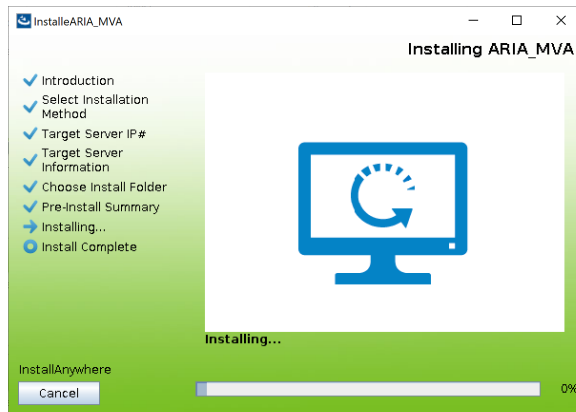 InstalleARIA_MVA
Installing ARIA_MVA
Introduction
Select Installation
Method
Target Server IP#
Target Server
Information
Choose Install Folder
Pre-Install Summary
Installing...
Install Complete
Installing...
InstallAnywhere
Cancel
0%